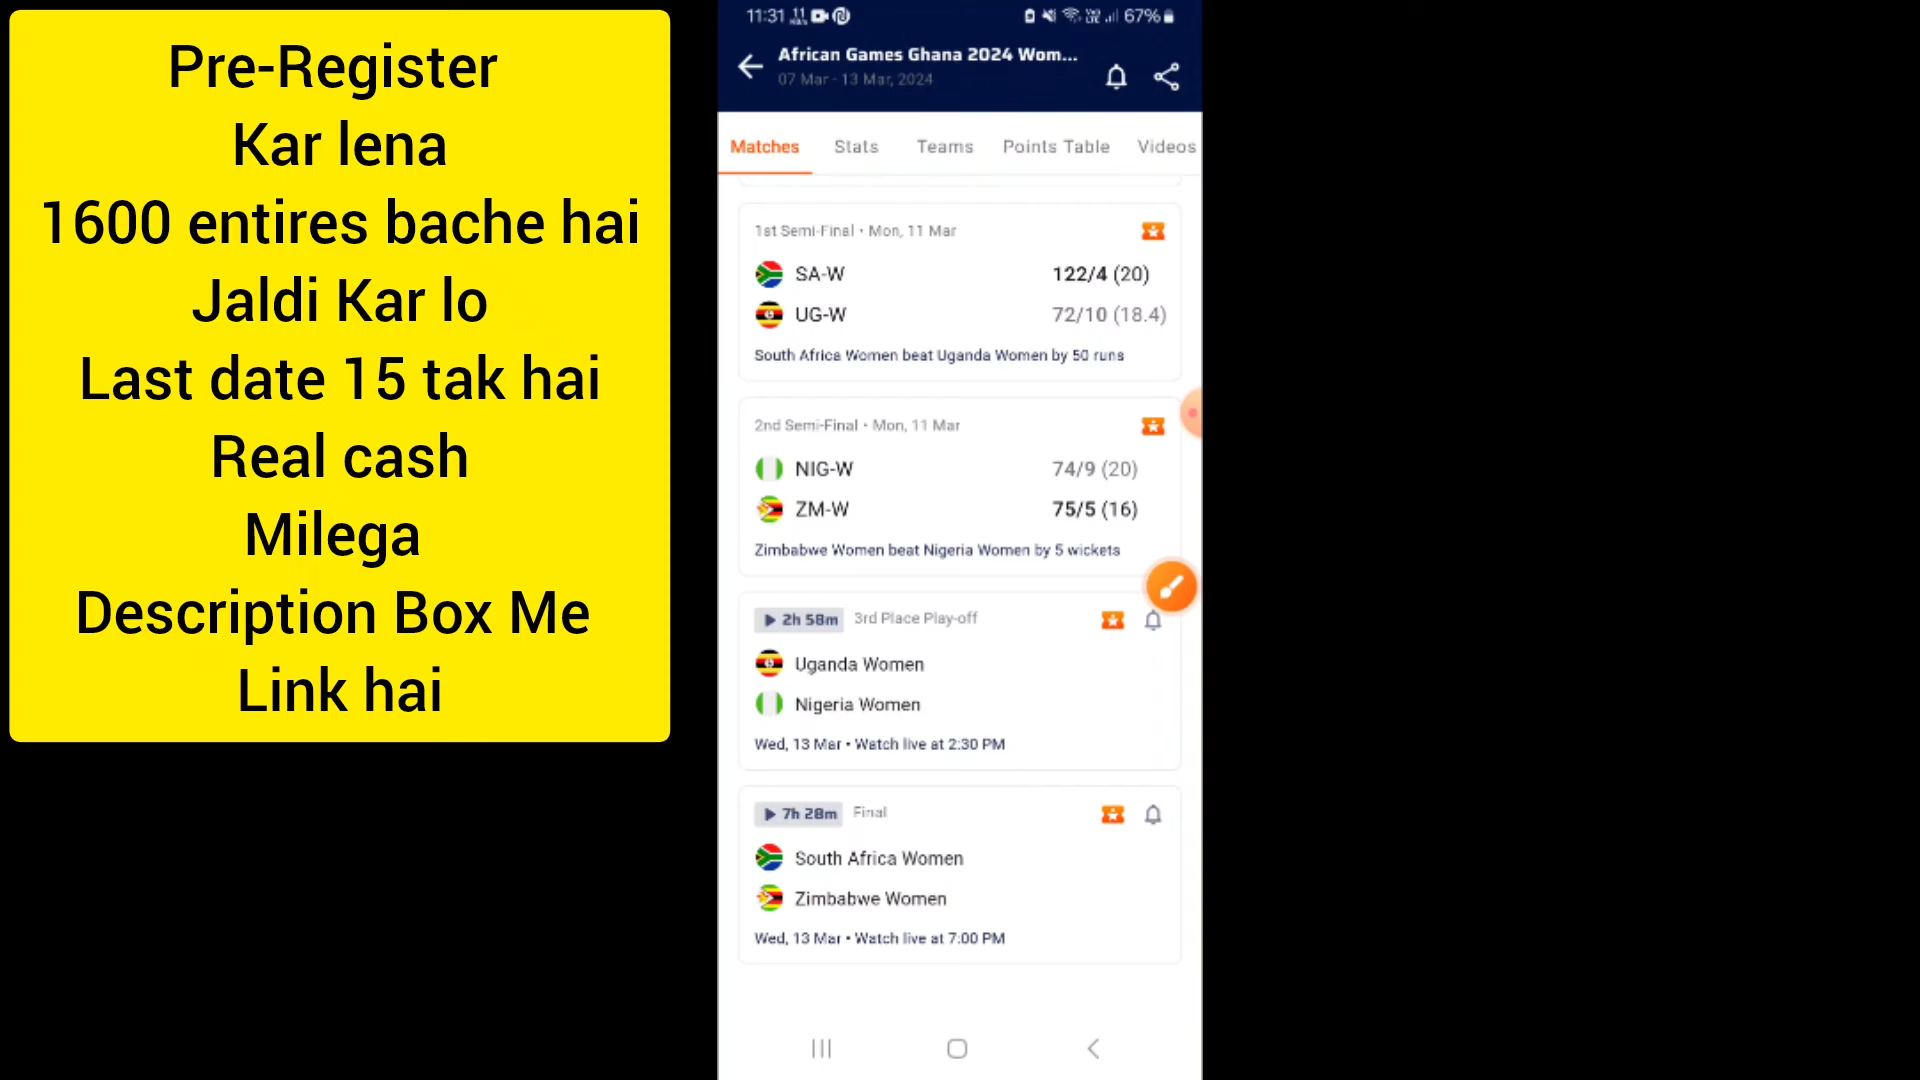 Pre-Register
Kar lena
1600 entires bache hai
Jaldi Kar lo
Last date 15 tak hai
Real cash
Milega
Description Box Me
Link hai
11:31 67%
African Games Ghana 2024 Wom...
07 Mar - 13 Mar, 2024
Matches Stats Teams Points Table Videos
1st Semi-Final • Mon, 11 Mar
SA-W 122/4 (20)
UG-W 72/10 (18.4)
South Africa Women beat Uganda Women by 50 runs
2nd Semi-Final • Mon, 11 Mar
NIG-W 74/9 (20)
ZM-W 75/5 (16)
Zimbabwe Women beat Nigeria Women by 5 wickets
2h 58m 3rd Place Play-off
Uganda Women
Nigeria Women
Wed, 13 Mar • Watch live at 2:30 PM
7h 28m Final
South Africa Women
Zimbabwe Women
Wed, 13 Mar • Watch live at 7:00 PM